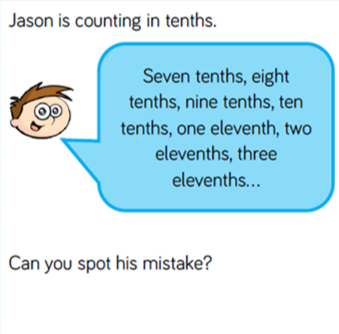 Jason is counting in tenths.
Seven tenths, eight
tenths, nine tenths, ten
tenths, one eleventh, two
elevenths, three
elevenths...
Can you spot his mistake?